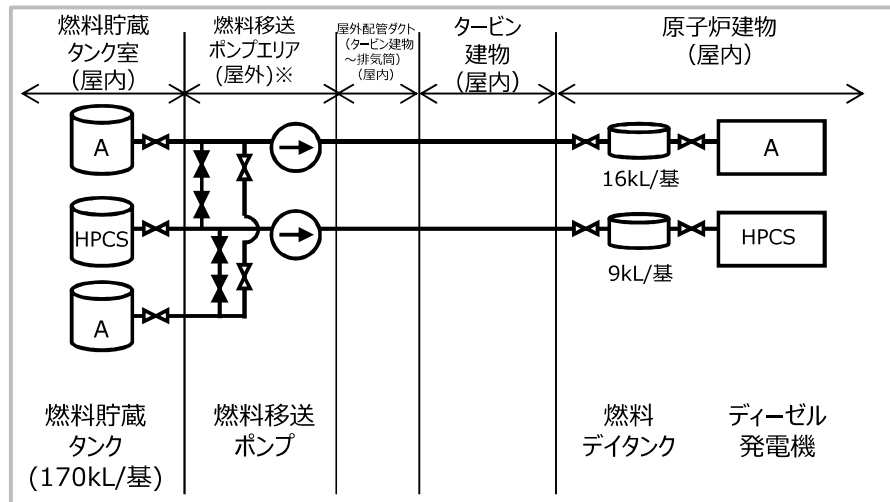 燃料貯蔵
タンク室
(屋内)
燃料移送
ポンプエリア
(屋外)※
屋外配管ダクト
(タービン建物
～排気筒)
(屋内)
タービン
建物
(屋内)
原子炉建物
(屋内)
A
16kL/基
A
HPCS
9kL/基
HPCS
A
燃料貯蔵
タンク
(170kL/基)
燃料移送
ポンプ
燃料
デイタンク
ディーゼル
発電機